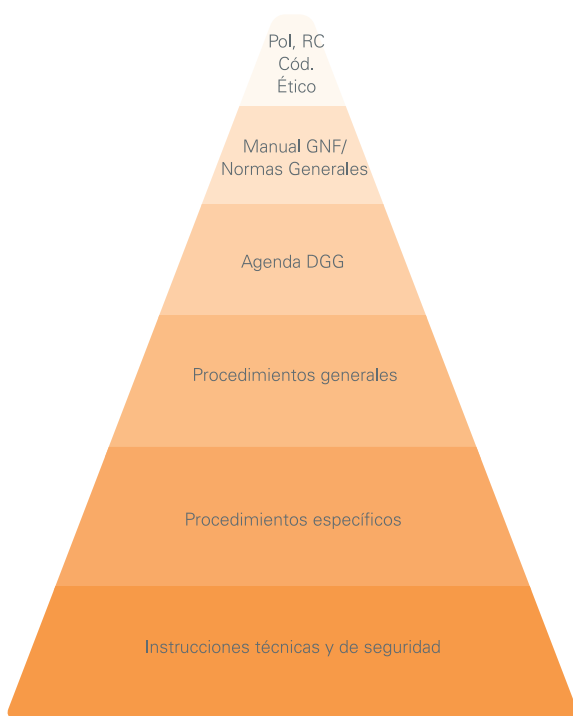 Pol, RC
Cód.
Ético
Manual GNF/
Normas Generales
Agenda DGG
Procedimientos generales
Procedimientos específicos
Instrucciones técnicas y de seguridad